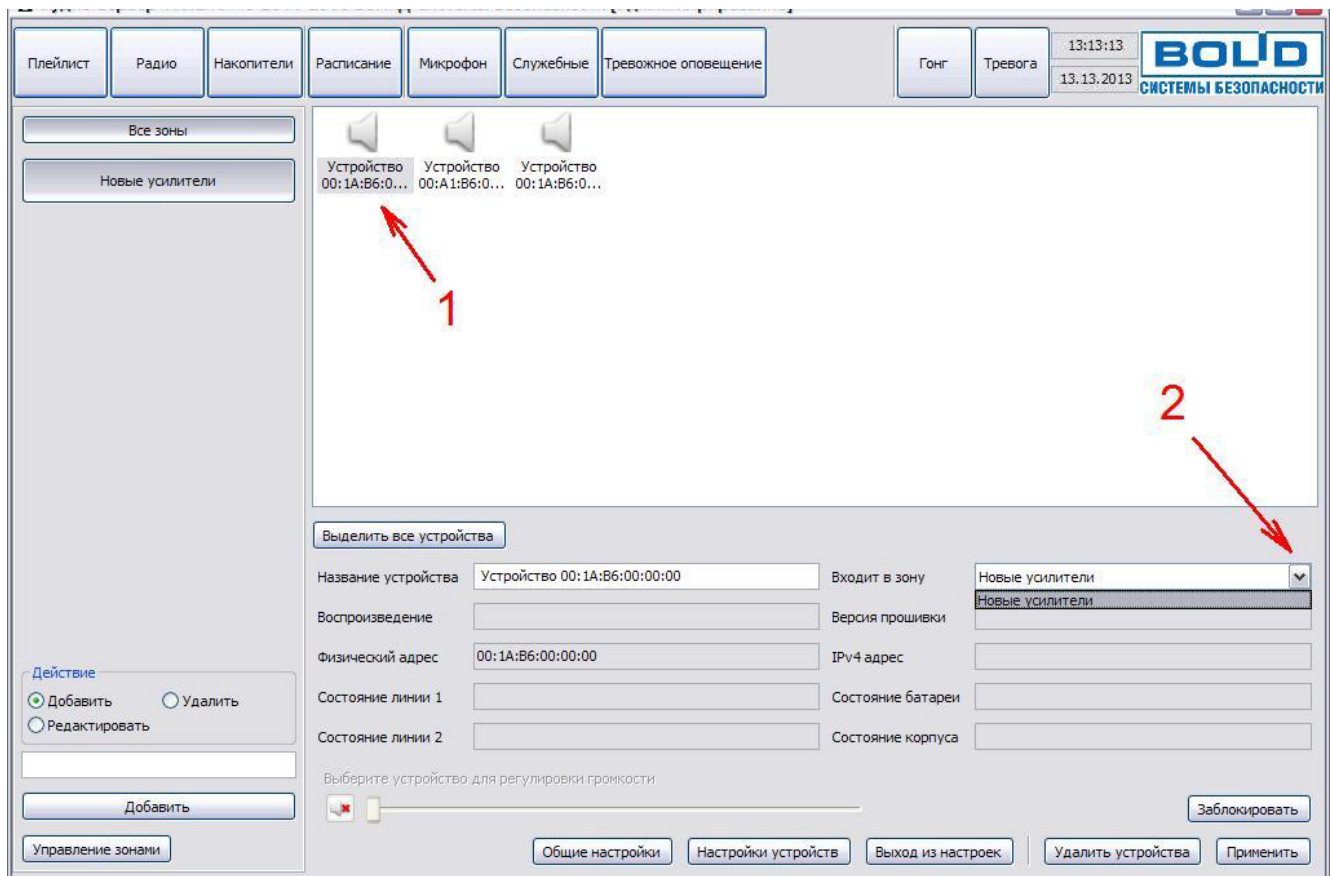 Плейлист
Радио
Накопители
Расписание
Микрофон
Служебные
Тревожное оповещение
Гонг
Тревога
13:13:13
13.13.2013
BOLID
СИСТЕМЫ БЕЗОПАСНОСТИ
Все зоны
Новые усилители
Устройство
00:1A:B6:0...
Устройство
00:A1:B6:0...
Устройство
00:1A:B6:0...
1
2
Выделить все устройства
Название устройства
Устройство 00:1A:B6:00:00:00
Входит в зону
Новые усилители
Новые усилители
Воспроизведение
Версия прошивки
Физический адрес
00:1A:B6:00:00:00
IPv4 адрес
Состояние линии 1
Состояние батареи
Состояние линии 2
Состояние корпуса
Действие
Добавить
Удалить
Редактировать
Добавить
Управление зонами
Выберите устройство для регулировки громкости
Заблокировать
Общие настройки
Настройки устройств
Выход из настроек
Удалить устройства
Применить